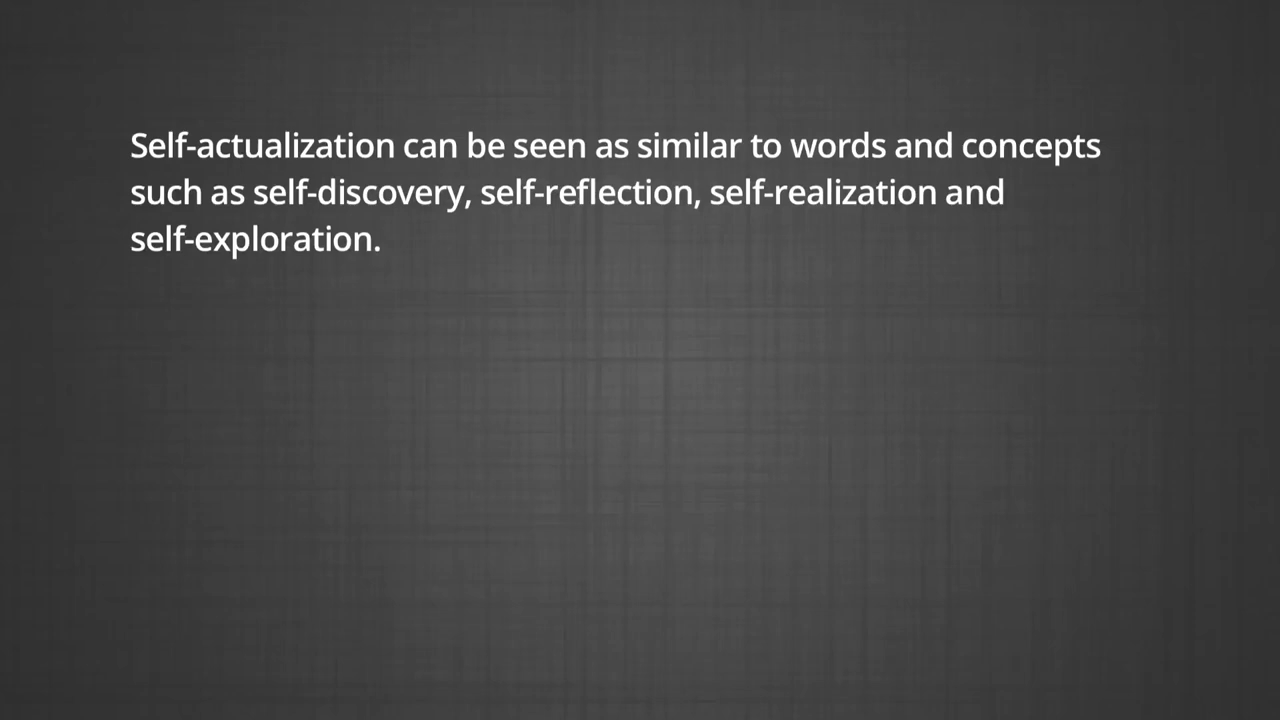 Self-actualization can be seen as similar to words and concepts
such as self-discovery, self-reflection, self-realization and
self-exploration.